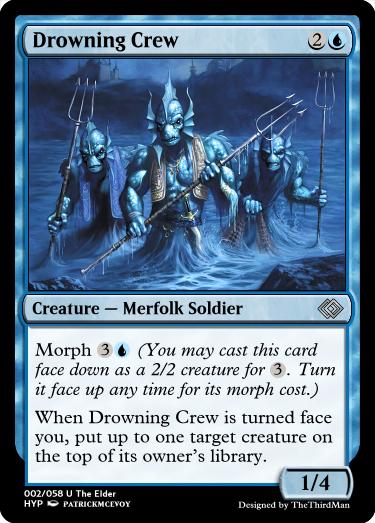 Drowning Crew 2
Creature — Merfolk Soldier
Morph 3 (You may cast this card
face down as a 2/2 creature for 3. Turn
it face up any time for its morph cost.)
When Drowning Crew is turned face
you, put up to one target creature on
the top of its owner's library.
1/4
002/058 U The Elder
HYP PATRICKMCEVOY
Designed by TheThirdMan